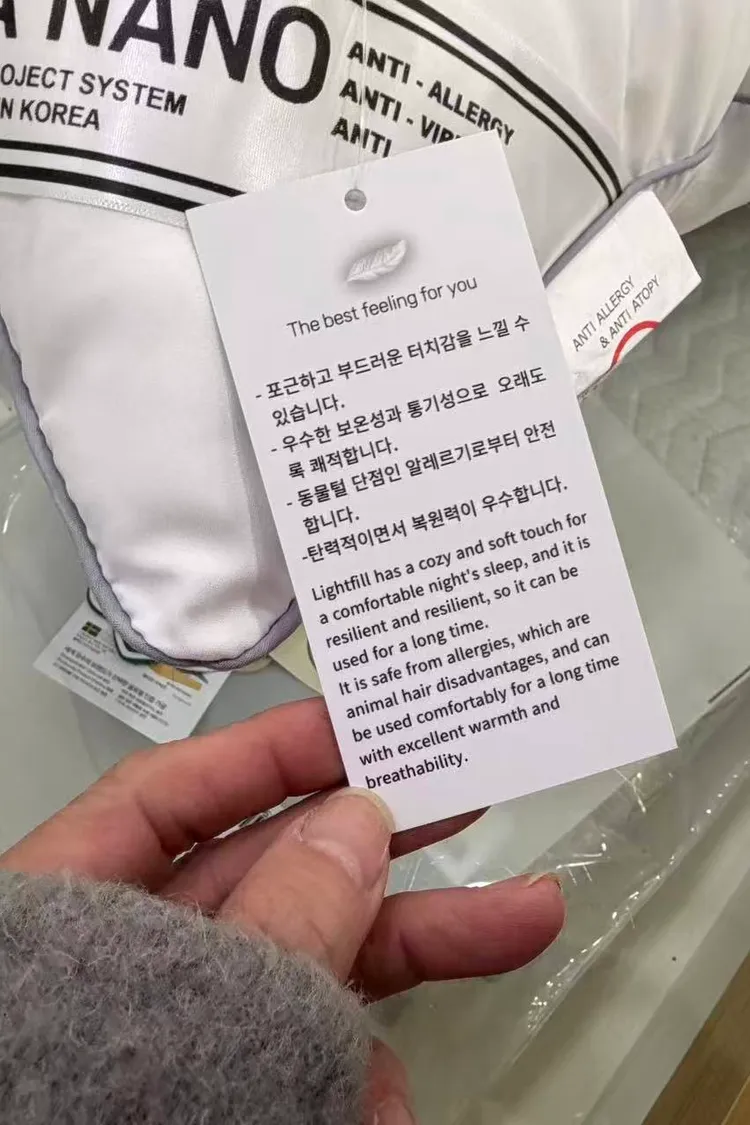 NANO
OJECT SYSTEM
N KOREA
ANTI - ALLERGY
ANTI -
ANTI
ANTI ALLERGY
& ANTI ATOPY
The best feeling for you
- 포근하고 부드러운 터치감을 느낄 수
있습니다.
- 우수한 보온성과 통기성으로 오래도
록 쾌적합니다.
- 동물털 단점인 알레르기로부터 안전
합니다.
-탄력적이면서 복원력이 우수합니다.
Lightfill has a cozy and soft touch for
a comfortable night's sleep, and it is
resilient and resilient, so it can be
used for a long time.
It is safe from allergies, which are
animal hair disadvantages, and can
be used comfortably for a long time
with excellent warmth and
breathability.